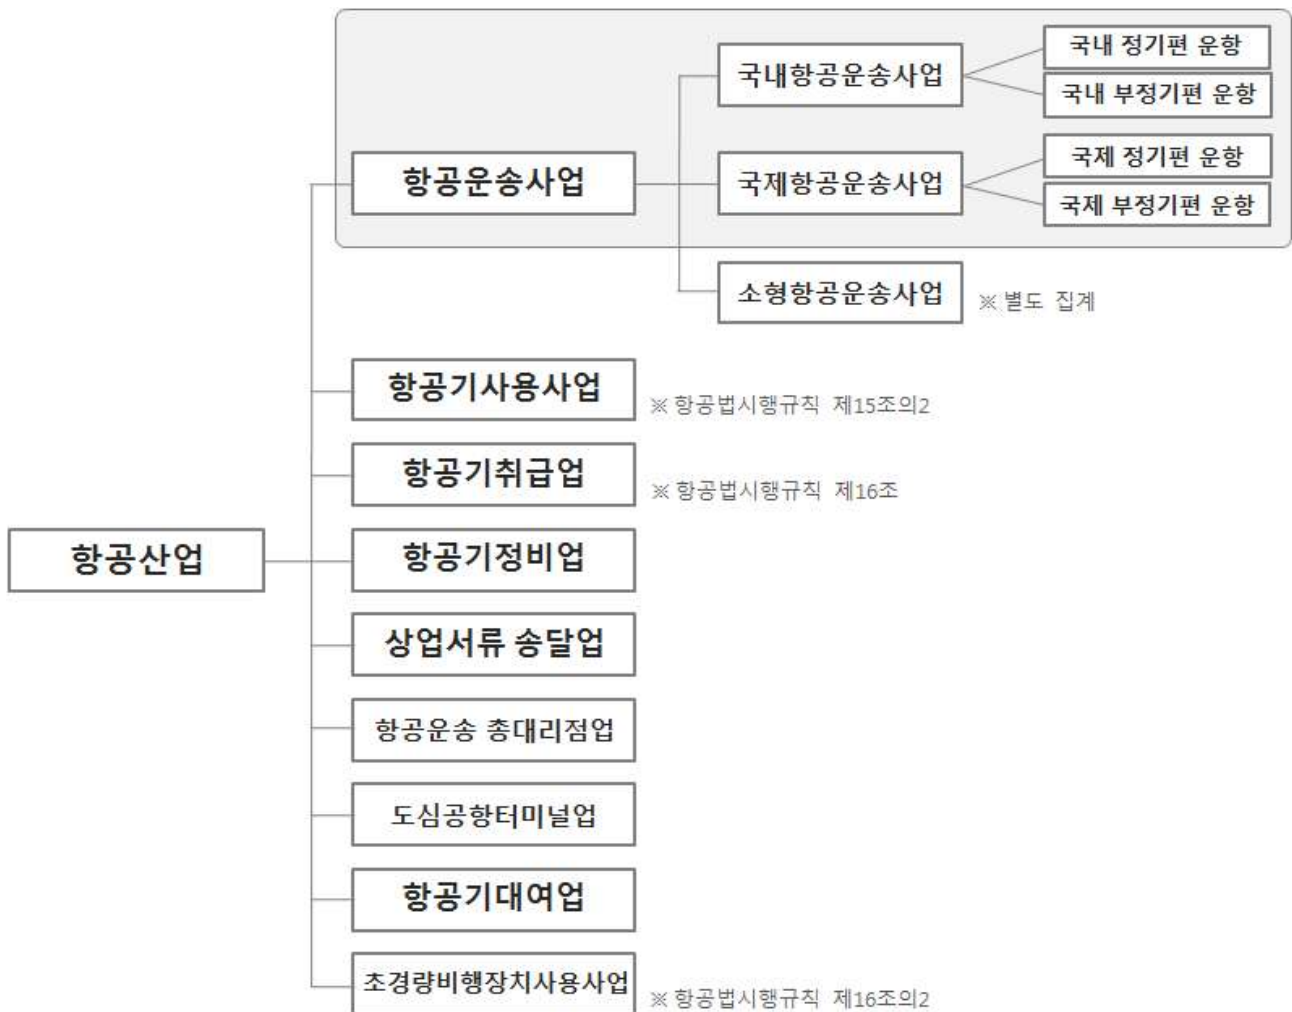 국내 정기편 운항
국내항공운송사업
국내 부정기편 운항
국제 정기편 운항
항공운송사업
국제항공운송사업
국제 부정기편 운항
소형항공운송사업
※ 별도 집계
항공기사용사업
※ 항공법시행규칙 제15조의2
항공기취급업
※ 항공법시행규칙 제16조
항공산업
항공기정비업
상업서류 송달업
항공운송 총대리점업
도심공항터미널업
항공기대여업
초경량비행장치사용사업
※ 항공법시행규칙 제16조의2